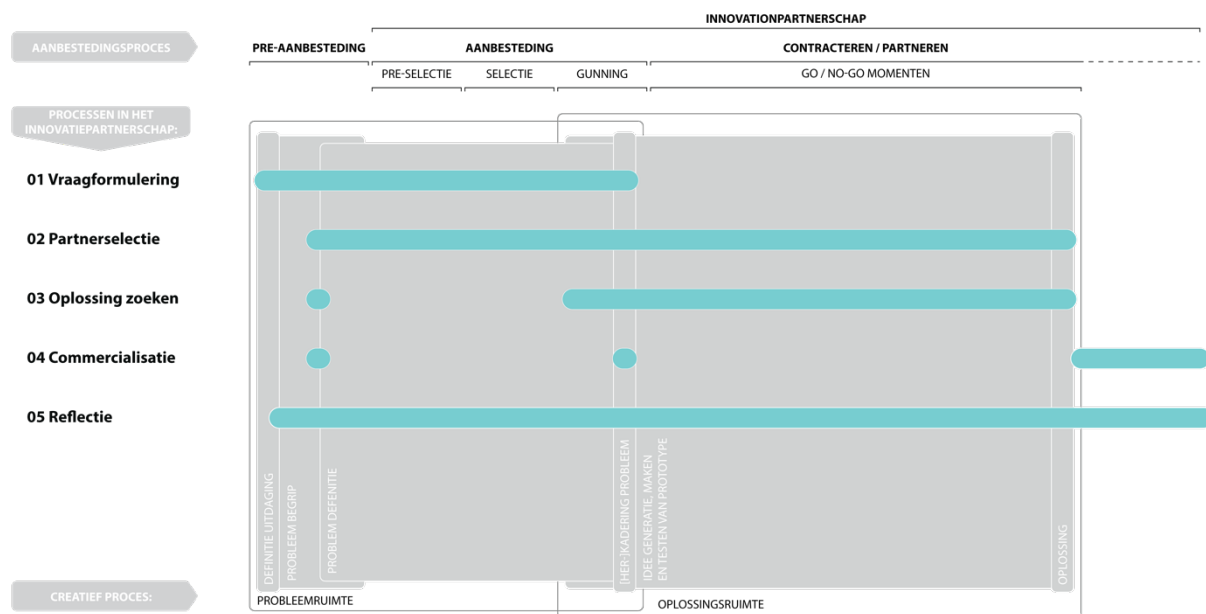 INNOVATIONPARTNERSCHAP
AANBESTEDINGSPROCES
PRE-AANBESTEDING
AANBESTEDING
CONTRACTEREN / PARTNEREN
PRE-SELECTIE
SELECTIE
GUNNING
GO / NO-GO MOMENTEN
PROCESSEN IN HET
INNOVATIEPARTNERSCHAP:
01 Vraagformulering
02 Partnerselectie
03 Oplossing zoeken
04 Commercialisatie
05 Reflectie
DEFINITIE UITDAGING
PROBLEEM BEGRIP
PROBLEM DEFENITIE
(HER-)KADERING PROBLEEM
IDEE GENERATIE, MAKEN
EN TESTEN VAN PROTOTYPE
OPLOSSING
CREATIEF PROCES:
PROBLEEMRUIMTE
OPLOSSINGSRUIMTE